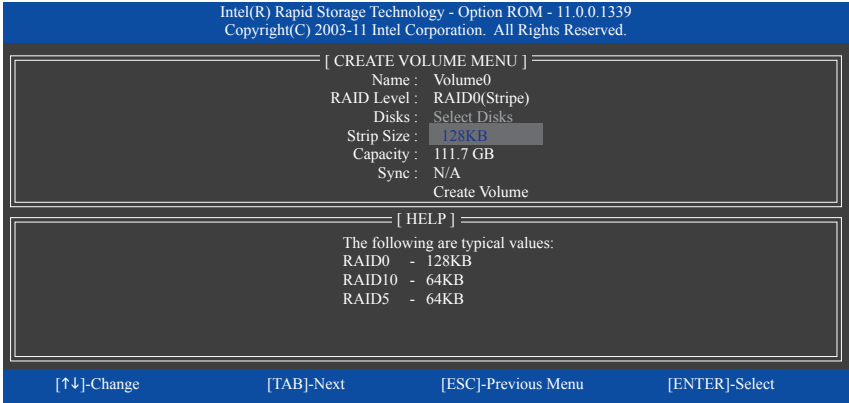 Intel(R) Rapid Storage Technology - Option ROM - 11.0.0.1339
Copyright(C) 2003-11 Intel Corporation. All Rights Reserved.
[ CREATE VOLUME MENU ]
Name : Volume0
RAID Level : RAID0(Stripe)
Disks : Select Disks
Strip Size : 128KB
Capacity : 111.7 GB
Sync : N/A
Create Volume
[ HELP ]
The following are typical values:
RAID0 - 128KB
RAID10 - 64KB
RAID5 - 64KB
[↑↓]-Change [TAB]-Next [ESC]-Previous Menu [ENTER]-Select